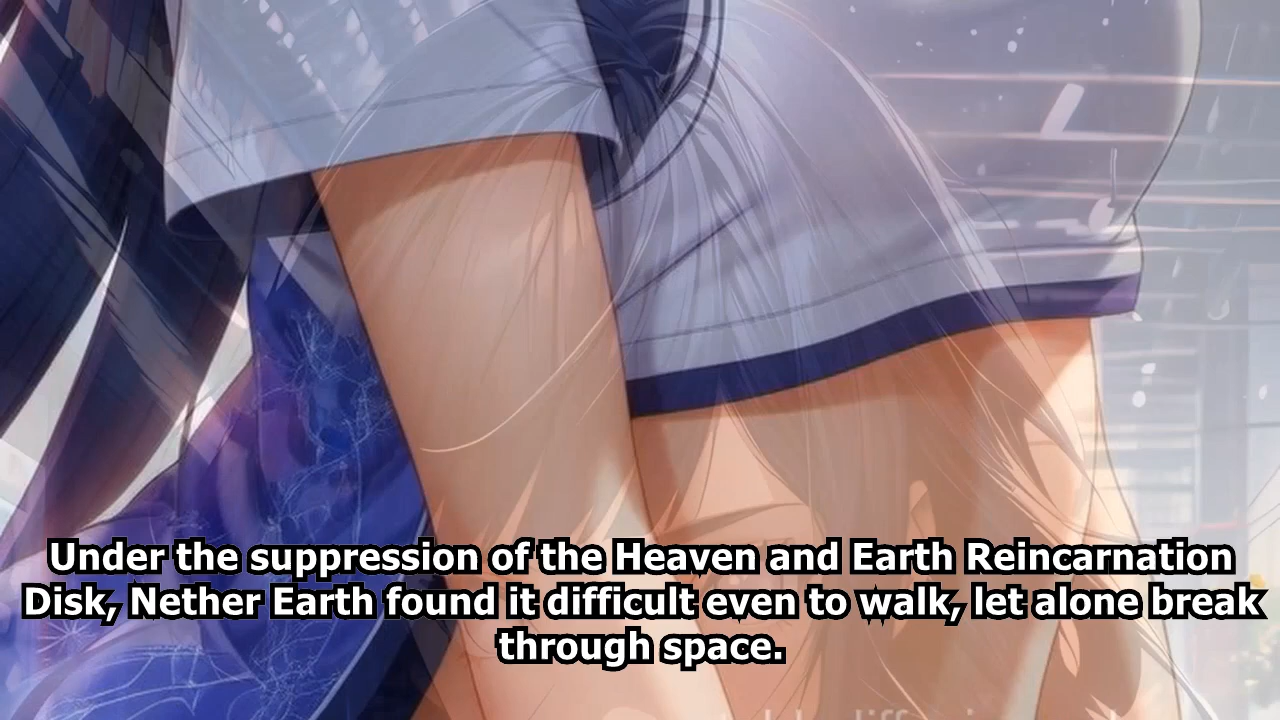 Under the suppression of the Heaven and Earth Reincarnation
Disk, Nether Earth found it difficult even to walk, let alone break
through space.